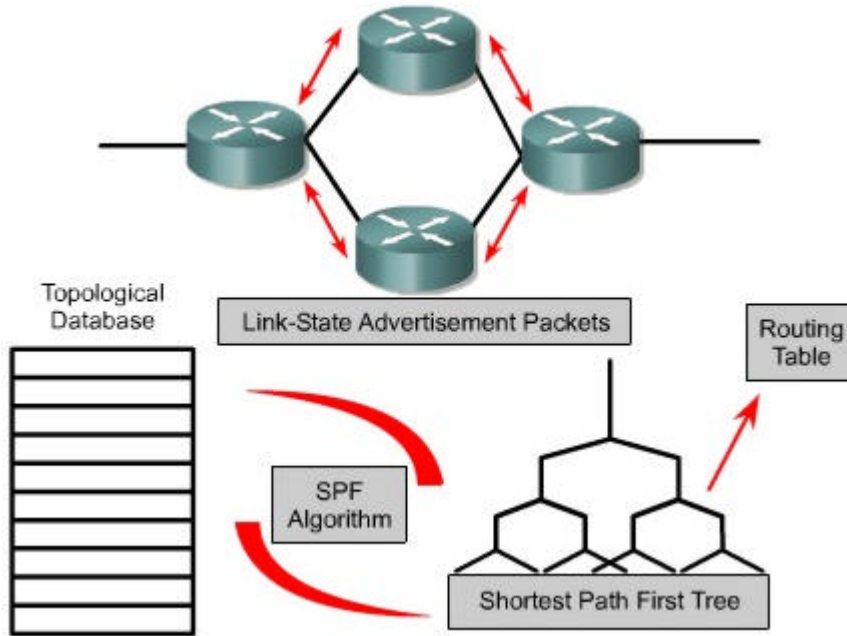 Topological
Database
Link-State Advertisement Packets
Routing
Table
SPF
Algorithm
Shortest Path First Tree